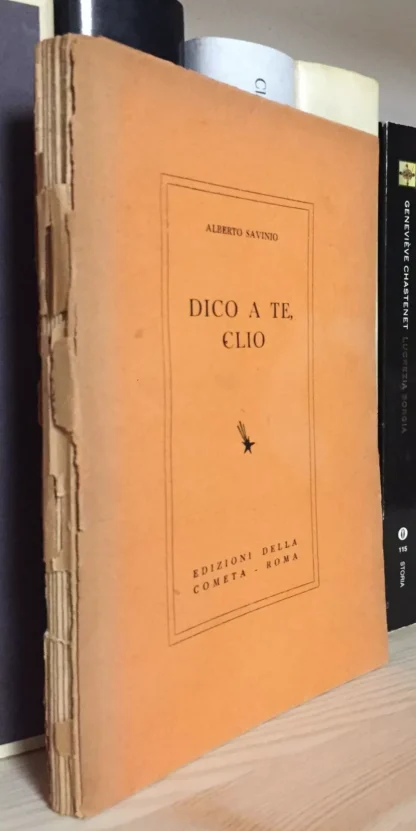 ALBERTO SAVINIO
DICO A TE,
CLIO
EDIZIONI DELLA
COMETA - ROMA
GENEVIÈVE CHASTENET LUCREZIA BORGIA
115
STORIA